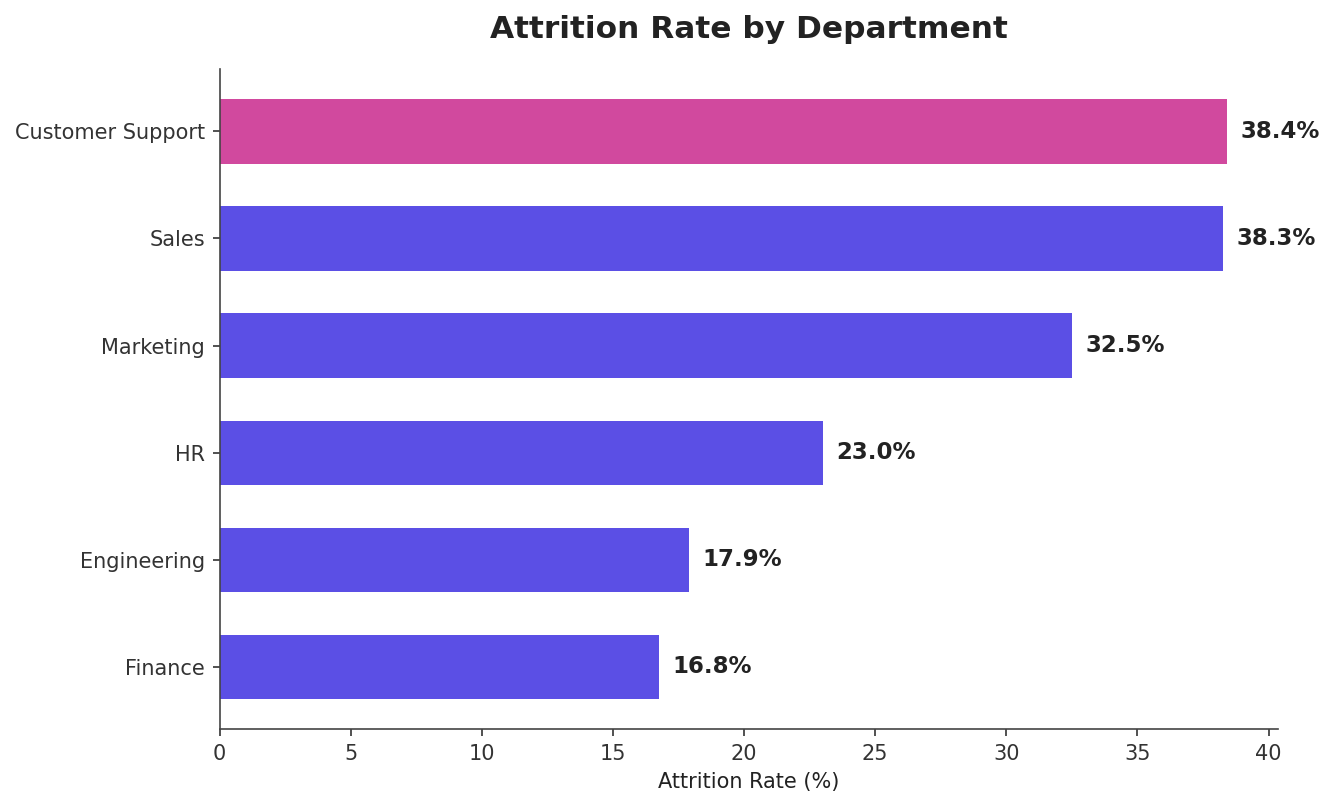 Attrition Rate by Department
Customer Support 38.4%
Sales 38.3%
Marketing 32.5%
HR 23.0%
Engineering 17.9%
Finance 16.8%
0 5 10 15 20 25 30 35 40
Attrition Rate (%)